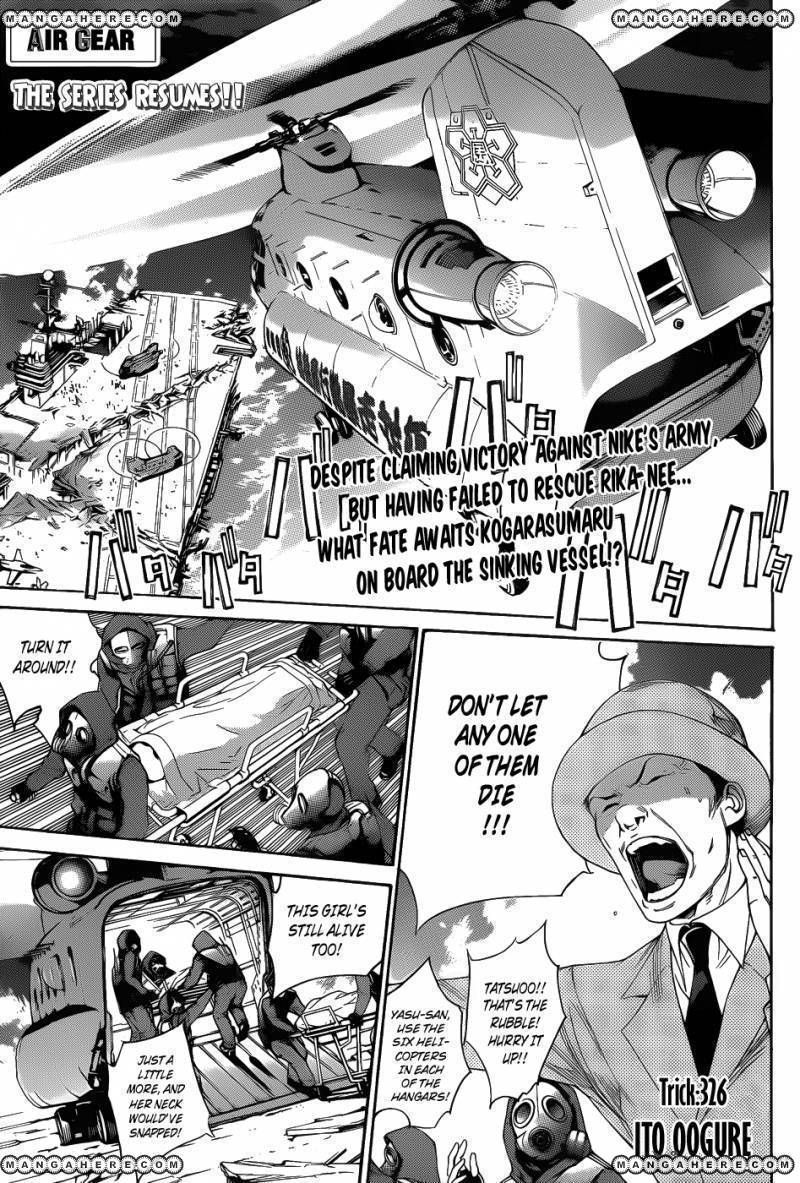 MANGAHERE.COM
MANGAHERE.COM
AIR GEAR
THE SERIES RESUMES!!
DESPITE CLAIMING VICTORY AGAINST NIKE'S ARMY,
BUT HAVING FAILED TO RESCUE RIKA-NEE...
WHAT FATE AWAITS KOGARASUMARU
ON BOARD THE SINKING VESSEL!?
TURN IT
AROUND!!
DON'T LET
ANY ONE
OF THEM
DIE
!!!
THIS GIRL'S
STILL ALIVE
TOO!
JUST A
LITTLE
MORE, AND
HER NECK
WOULD'VE
SNAPPED!
TATSUOO!!
THAT'S THE
RUBBLE!
HURRY IT
UP!!
YASU-SAN,
USE THE
SIX HELI-
COPTERS
IN EACH
OF THE
HANGARS!
Trick:326
ITO OOGURE
MANGAHERE.COM
MANGAHERE.COM